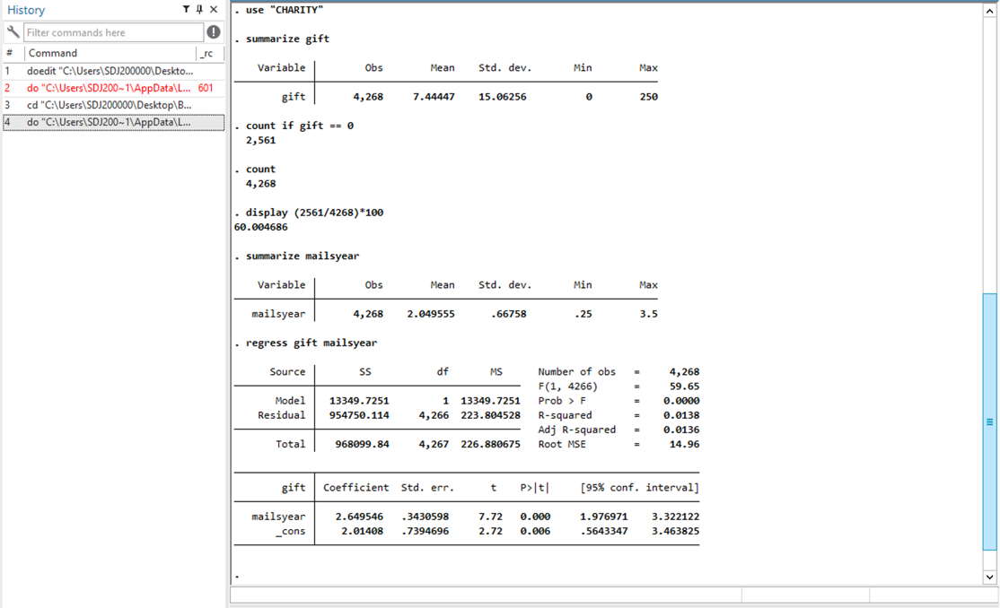 History
Filter commands here
# Command _rc
1 doedit "C:\Users\SDJ200000\Deskto...
2 do "C:\Users\SDJ200~1\AppData\L... 601
3 cd "C:\Users\SDJ200000\Desktop\B...
4 do "C:\Users\SDJ200~1\AppData\L...
. use "CHARITY"
. summarize gift
Variable Obs Mean Std. dev. Min Max
gift 4,268 7.44447 15.06256 0 250
. count if gift == 0
2,561
. count
4,268
. display (2561/4268)*100
60.004686
. summarize mailsyear
Variable Obs Mean Std. dev. Min Max
mailsyear 4,268 2.049555 .66758 .25 3.5
. regress gift mailsyear
Source SS df MS Number of obs = 4,268
F(1, 4266) = 59.65
Model 13349.7251 1 13349.7251 Prob > F = 0.0000
Residual 954750.114 4,266 223.804528 R-squared = 0.0138
Adj R-squared = 0.0136
Total 968099.84 4,267 226.880675 Root MSE = 14.96
gift Coefficient Std. err. t P>|t| [95% conf. interval]
mailsyear 2.649546 .3430598 7.72 0.000 1.976971 3.322122
_cons 2.01408 .7394696 2.72 0.006 .5643347 3.463825
.